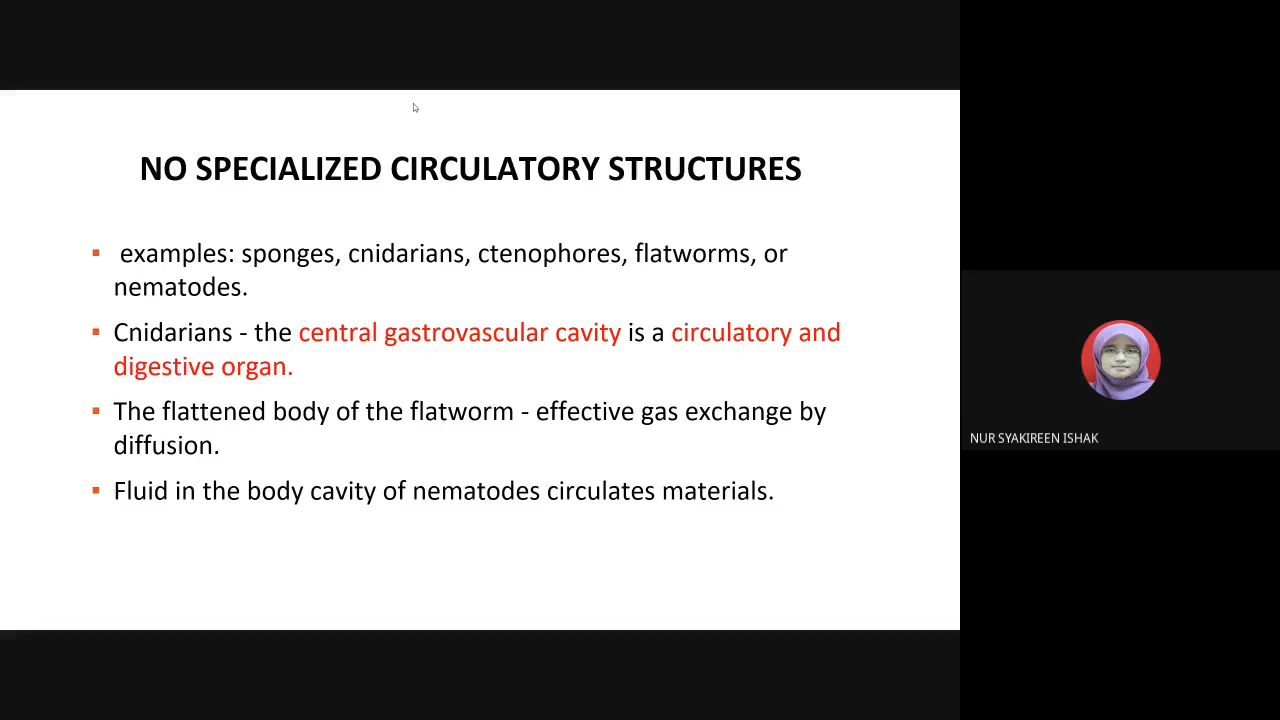 NO SPECIALIZED CIRCULATORY STRUCTURES
▪ examples: sponges, cnidarians, ctenophores, flatworms, or
nematodes.
▪ Cnidarians - the central gastrovascular cavity is a circulatory and
digestive organ.
▪ The flattened body of the flatworm - effective gas exchange by
diffusion.
▪ Fluid in the body cavity of nematodes circulates materials.
NUR SYAKIREEN ISHAK